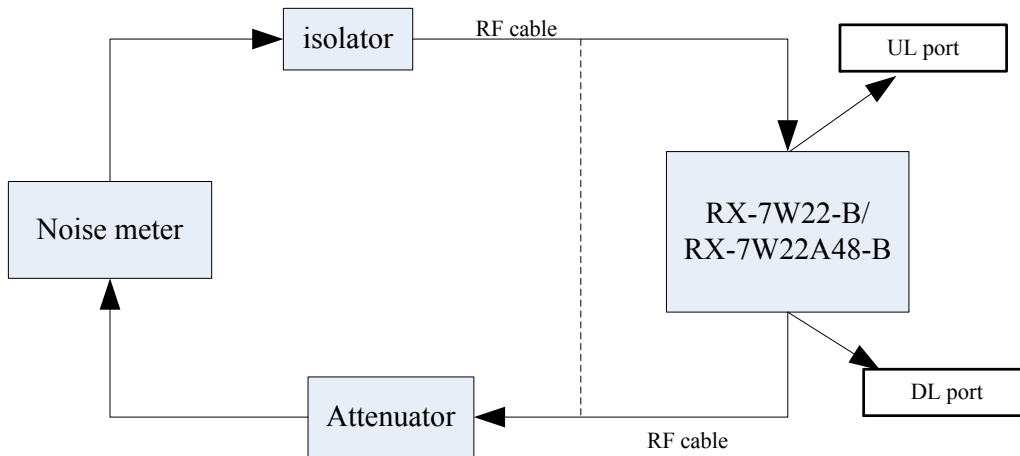 isolator
RF cable
UL port
Noise meter
RX-7W22-B/
RX-7W22A48-B
Attenuator
DL port
RF cable